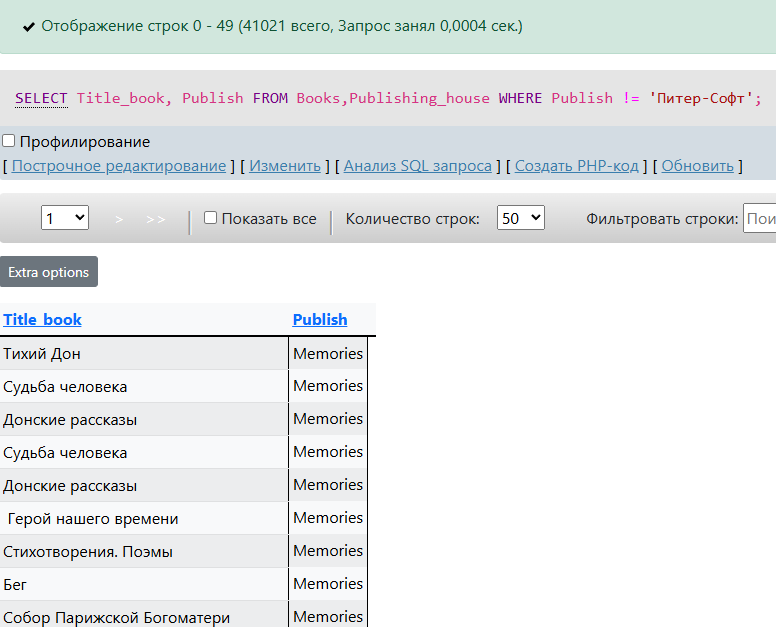 Отображение строк 0 - 49 (41021 всего, Запрос занял 0,0004 сек.)
SELECT Title_book, Publish FROM Books,Publishing_house WHERE Publish != 'Питер-Софт';
Профилирование
[ Построчное редактирование ] [ Изменить ] [ Анализ SQL запроса ] [ Создать PHP-код ] [ Обновить ]
1 > >> Показать все Количество строк: 50 Фильтровать строки: Пои
Extra options
Title_book Publish
Тихий Дон Memories
Судьба человека Memories
Донские рассказы Memories
Судьба человека Memories
Донские рассказы Memories
Герой нашего времени Memories
Стихотворения. Поэмы Memories
Бег Memories
Собор Парижской Богоматери Memories